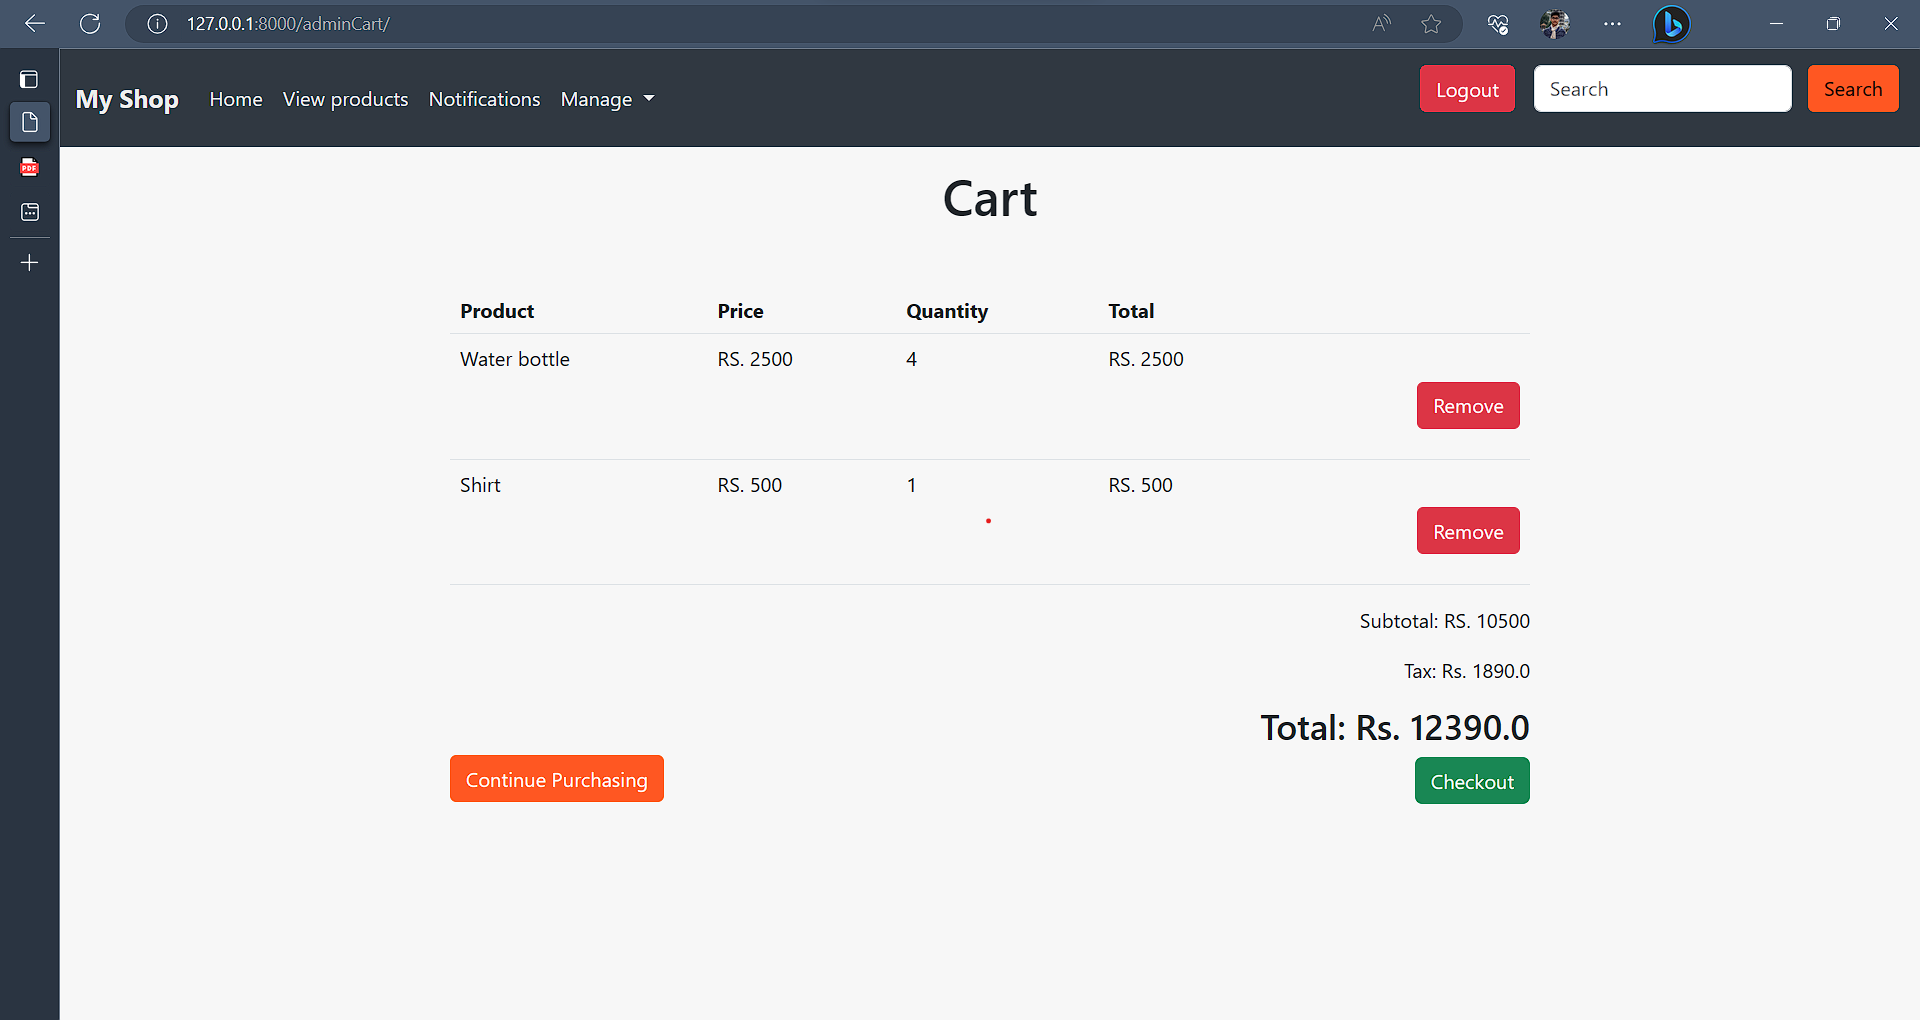 127.0.0.1:8000/adminCart/
My Shop Home View products Notifications Manage Logout Search Search
PDF
Cart
Product Price Quantity Total
Water bottle RS. 2500 4 RS. 2500
Remove
Shirt RS. 500 1 RS. 500
Remove
Subtotal: RS. 10500
Tax: Rs. 1890.0
Total: Rs. 12390.0
Continue Purchasing Checkout